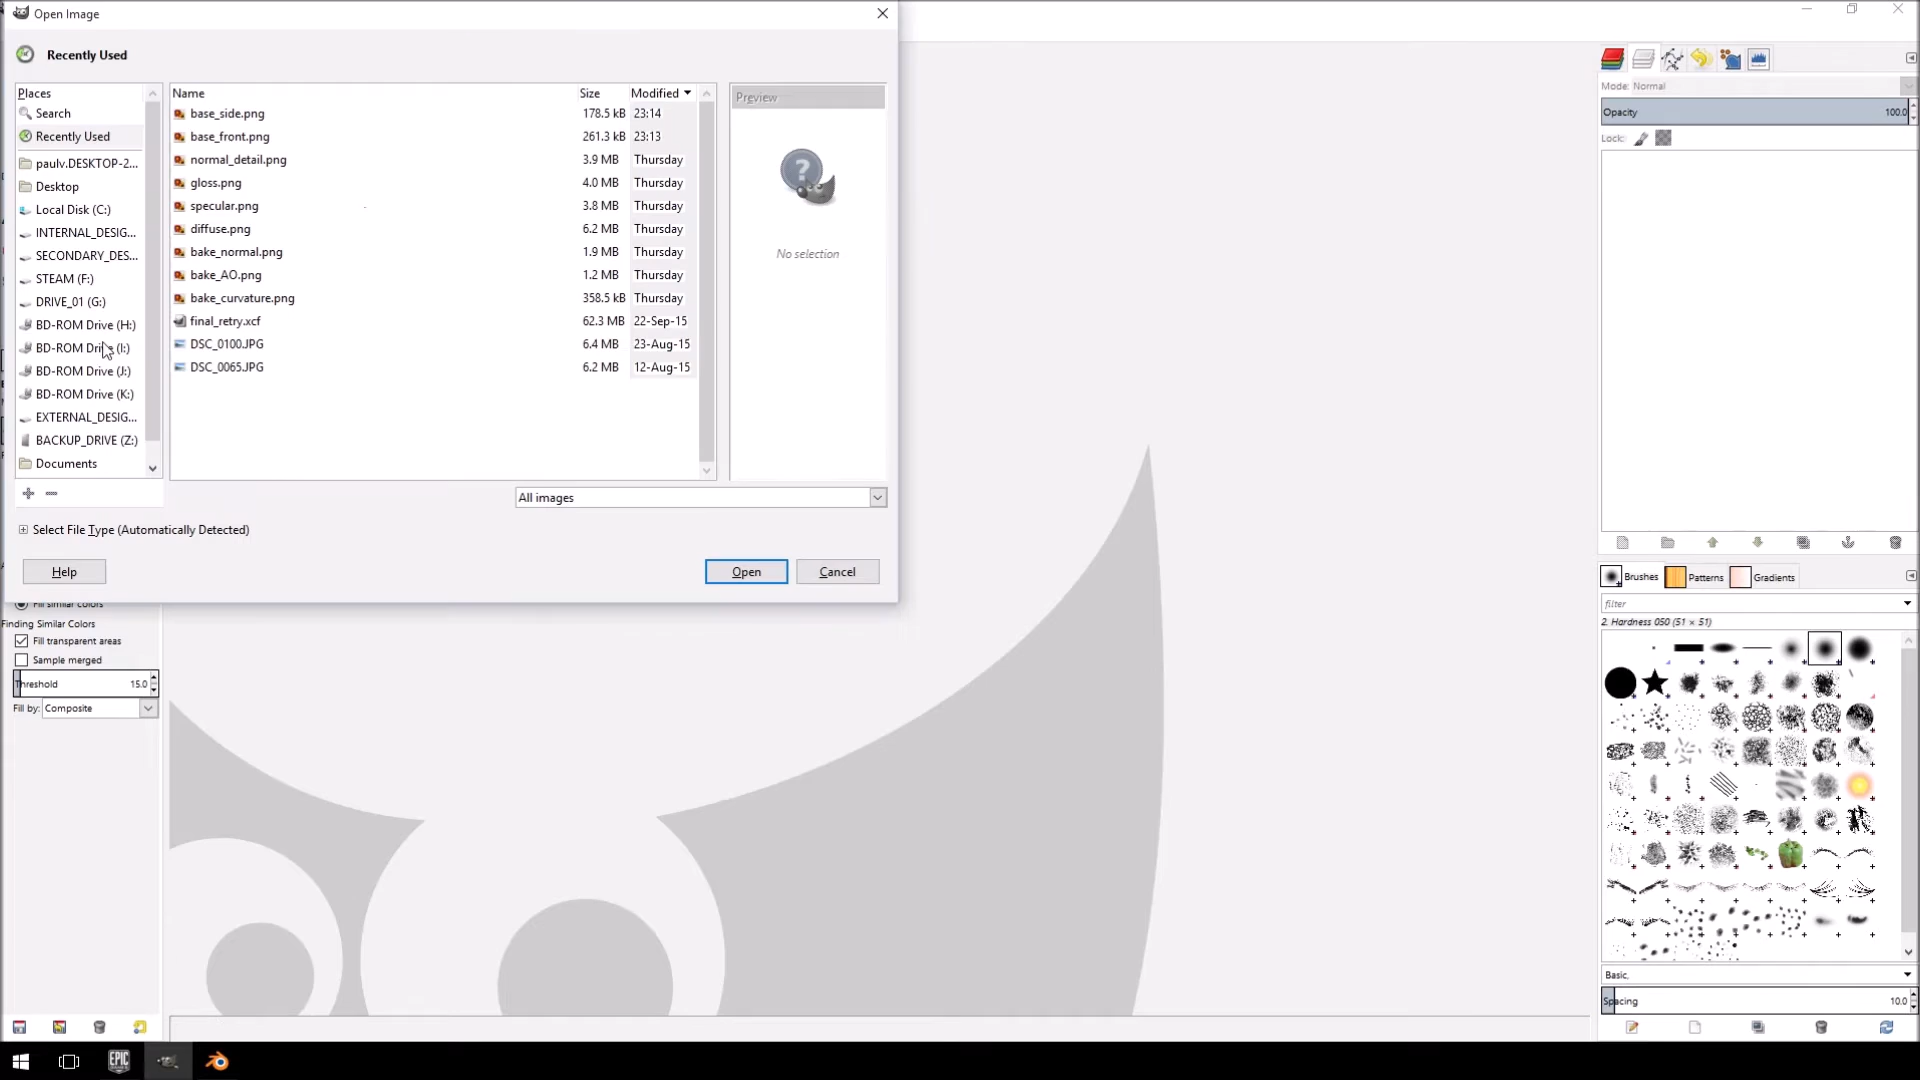 Open Image
Recently Used
Places
Search
Recently Used
paulv.DESKTOP-2...
Desktop
Local Disk (C:)
INTERNAL_DESIG...
SECONDARY_DES...
STEAM (F:)
DRIVE_01 (G:)
BD-ROM Drive (H:)
BD-ROM Drive (I:)
BD-ROM Drive (J:)
BD-ROM Drive (K:)
EXTERNAL_DESIG...
BACKUP_DRIVE (Z:)
Documents
Name Size Modified
base_side.png 178.5 kB 23:14
base_front.png 261.3 kB 23:13
normal_detail.png 3.9 MB Thursday
gloss.png 4.0 MB Thursday
specular.png 3.8 MB Thursday
diffuse.png 6.2 MB Thursday
bake_normal.png 1.9 MB Thursday
bake_AO.png 1.2 MB Thursday
bake_curvature.png 358.5 kB Thursday
final_retry.xcf 62.3 MB 22-Sep-15
DSC_0100.JPG 6.4 MB 23-Aug-15
DSC_0065.JPG 6.2 MB 12-Aug-15
Preview
No selection
All images
Select File Type (Automatically Detected)
Help
Open
Cancel
Fill similar colors
Finding Similar Colors
Fill transparent areas
Sample merged
Threshold 15.0
Fill by: Composite
Mode: Normal
Opacity 100.0
Lock:
Brushes Patterns Gradients
filter
2. Hardness 050 (51 × 51)
Basic,
Spacing 10.0
EPIC